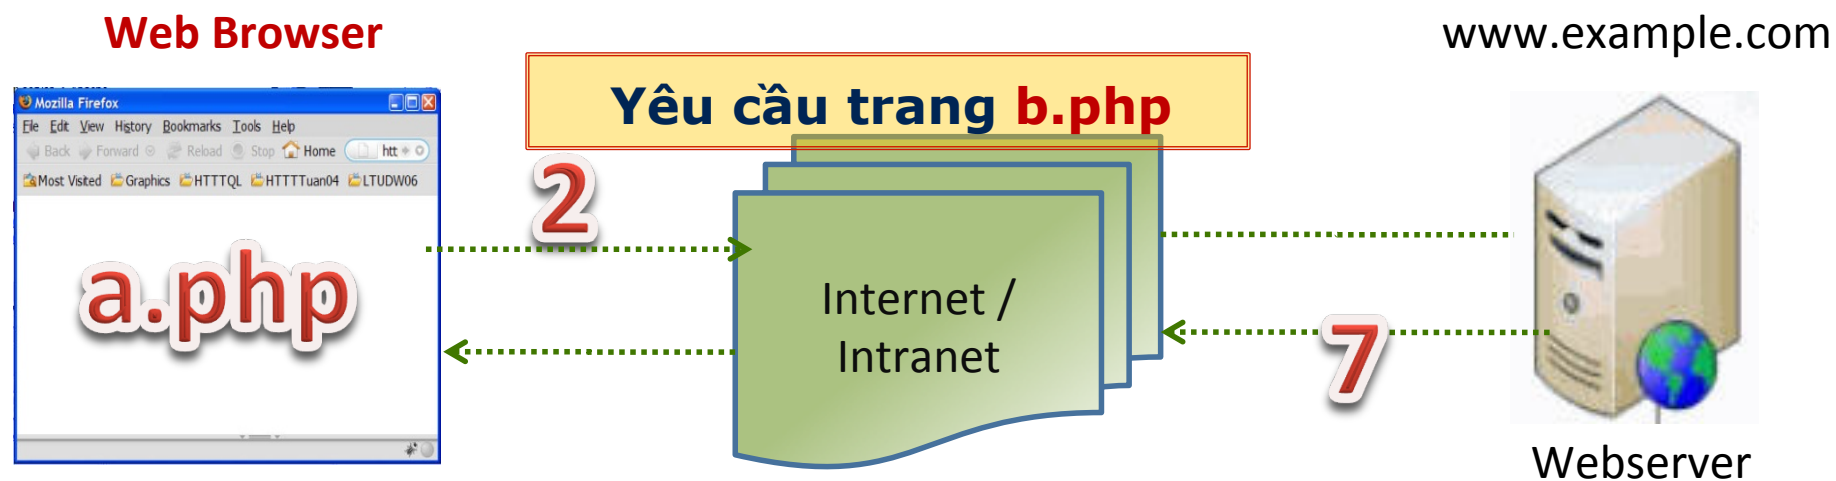 Web Browser
www.example.com
Yêu cầu trang b.php
Mozilla Firefox
File Edit View History Bookmarks Tools Help
Back Forward Reload Stop Home htt
Most Visited Graphics HTTTQL HTTTTuan04 LTUDW06
2
a.php
Internet /
Intranet
7
Webserver